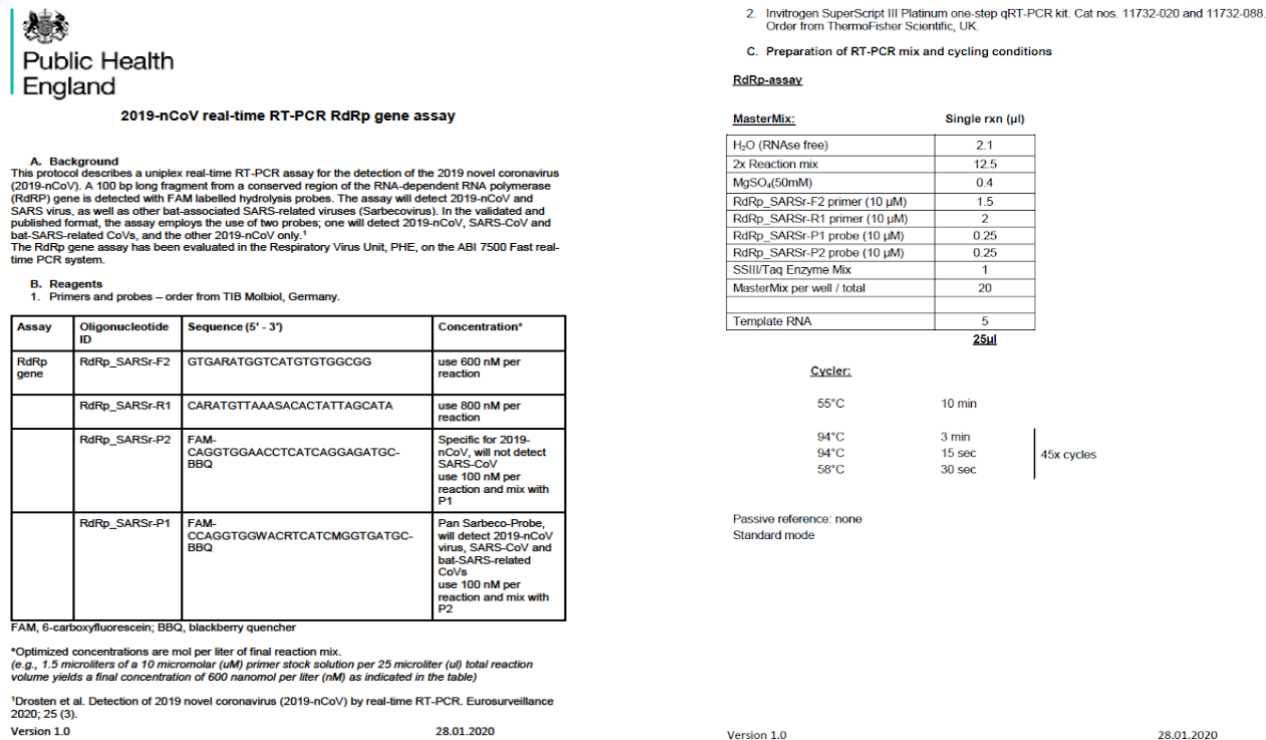 Public Health
England
2019-nCoV real-time RT-PCR RdRp gene assay
A. Background
This protocol describes a uniplex real-time RT-PCR assay for the detection of the 2019 novel coronavirus
(2019-nCoV). A 100 bp long fragment from a conserved region of the RNA-dependent RNA polymerase
(RdRP) gene is detected with FAM labelled hydrolysis probes. The assay will detect 2019-nCoV and
SARS virus, as well as other bat-associated SARS-related viruses (Sarbecovirus). In the validated and
published format, the assay employs the use of two probes; one will detect 2019-nCoV, SARS-CoV and
bat-SARS-related CoVs, and the other 2019-nCoV only.¹
The RdRp gene assay has been evaluated in the Respiratory Virus Unit, PHE, on the ABI 7500 Fast real-
time PCR system.
B. Reagents
1. Primers and probes – order from TIB Molbiol, Germany.
Assay Oligonucleotide ID Sequence (5' - 3') Concentration*
RdRp gene RdRp_SARSr-F2 GTGARATGGTCATGTGTGGCGG use 600 nM per reaction
RdRp_SARSr-R1 CARATGTTAAASACACTATTAGCATA use 800 nM per reaction
RdRp_SARSr-P2 FAM-
CAGGTGGAACCTCATCAGGAGATGC-
BBQ
Specific for 2019-
nCoV, will not detect
SARS-CoV
use 100 nM per
reaction and mix with
P1
RdRp_SARSr-P1 FAM-
CCAGGTGGWACRTCATCMGGTGATGC-
BBQ
Pan Sarbeco-Probe,
will detect 2019-nCoV
virus, SARS-CoV and
bat-SARS-related
CoVs
use 100 nM per
reaction and mix with
P2
FAM, 6-carboxyfluorescein; BBQ, blackberry quencher
*Optimized concentrations are mol per liter of final reaction mix.
(e.g., 1.5 microliters of a 10 micromolar (uM) primer stock solution per 25 microliter (ul) total reaction
volume yields a final concentration of 600 nanomol per liter (nM) as indicated in the table)
¹Drosten et al. Detection of 2019 novel coronavirus (2019-nCoV) by real-time RT-PCR. Eurosurveillance
2020; 25 (3).
Version 1.0 28.01.2020
2. Invitrogen SuperScript III Platinum one-step qRT-PCR kit. Cat nos. 11732-020 and 11732-088.
Order from ThermoFisher Scientific, UK.
C. Preparation of RT-PCR mix and cycling conditions
RdRp-assay
MasterMix: Single rxn (µl)
H₂O (RNAse free) 2.1
2x Reaction mix 12.5
MgSO₄(50mM) 0.4
RdRp_SARSr-F2 primer (10 µM) 1.5
RdRp_SARSr-R1 primer (10 µM) 2
RdRp_SARSr-P1 probe (10 µM) 0.25
RdRp_SARSr-P2 probe (10 µM) 0.25
SSIII/Taq Enzyme Mix 1
MasterMix per well / total 20
Template RNA 5
25µl
Cycler:
55°C 10 min
94°C 3 min
94°C 15 sec
58°C 30 sec
45x cycles
Passive reference: none
Standard mode
Version 1.0 28.01.2020